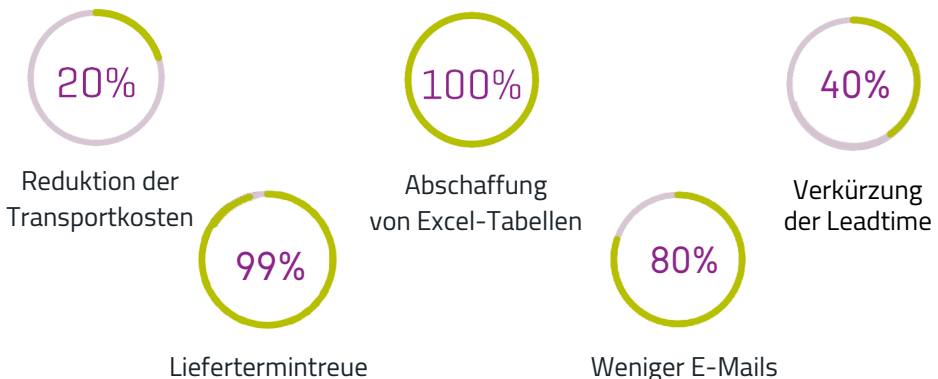 20%
Reduktion der
Transportkosten
99%
Liefertermintreue
100%
Abschaffung
von Excel-Tabellen
80%
Weniger E-Mails
40%
Verkürzung
der Leadtime